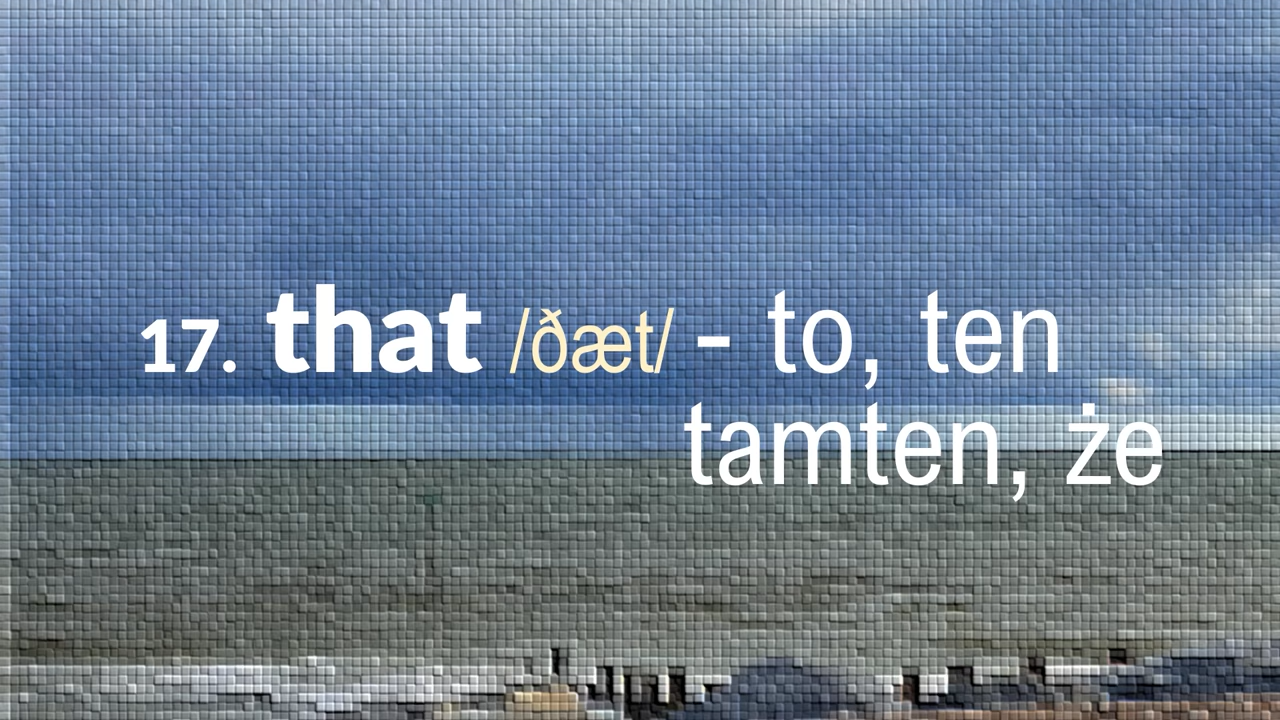 17. that /ðæt/ - to, ten
tamten, że